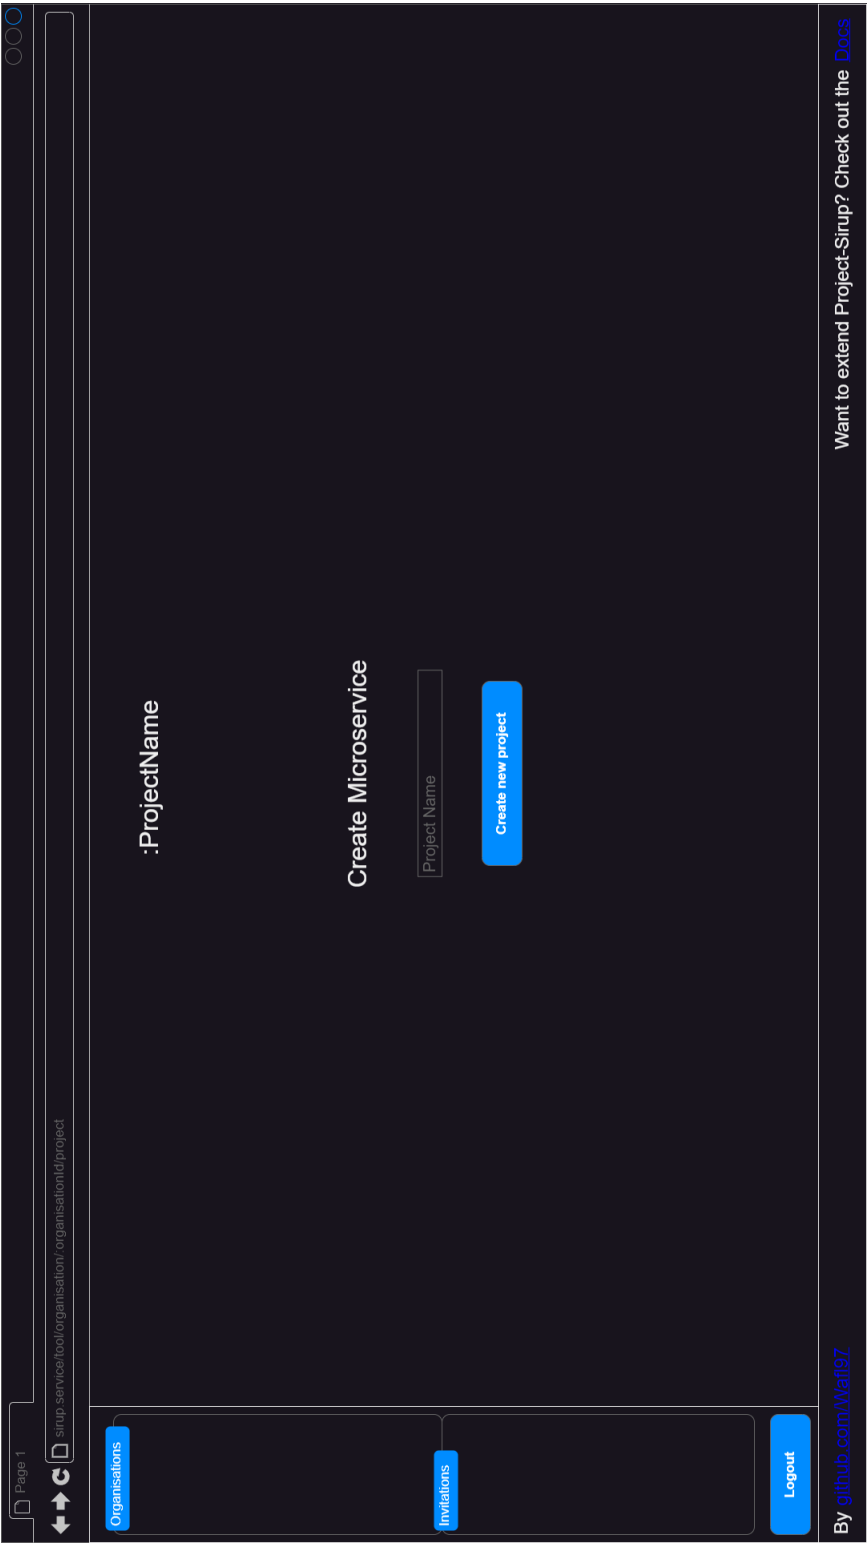 Page 1
sirup.service/tool/organisation/:organisationId/project
Organisations
Invitations
Logout
:ProjectName
Create Microservice
Project Name
Create new project
By github.com/Wafl97
Want to extend Project-Sirup? Check out the Docs